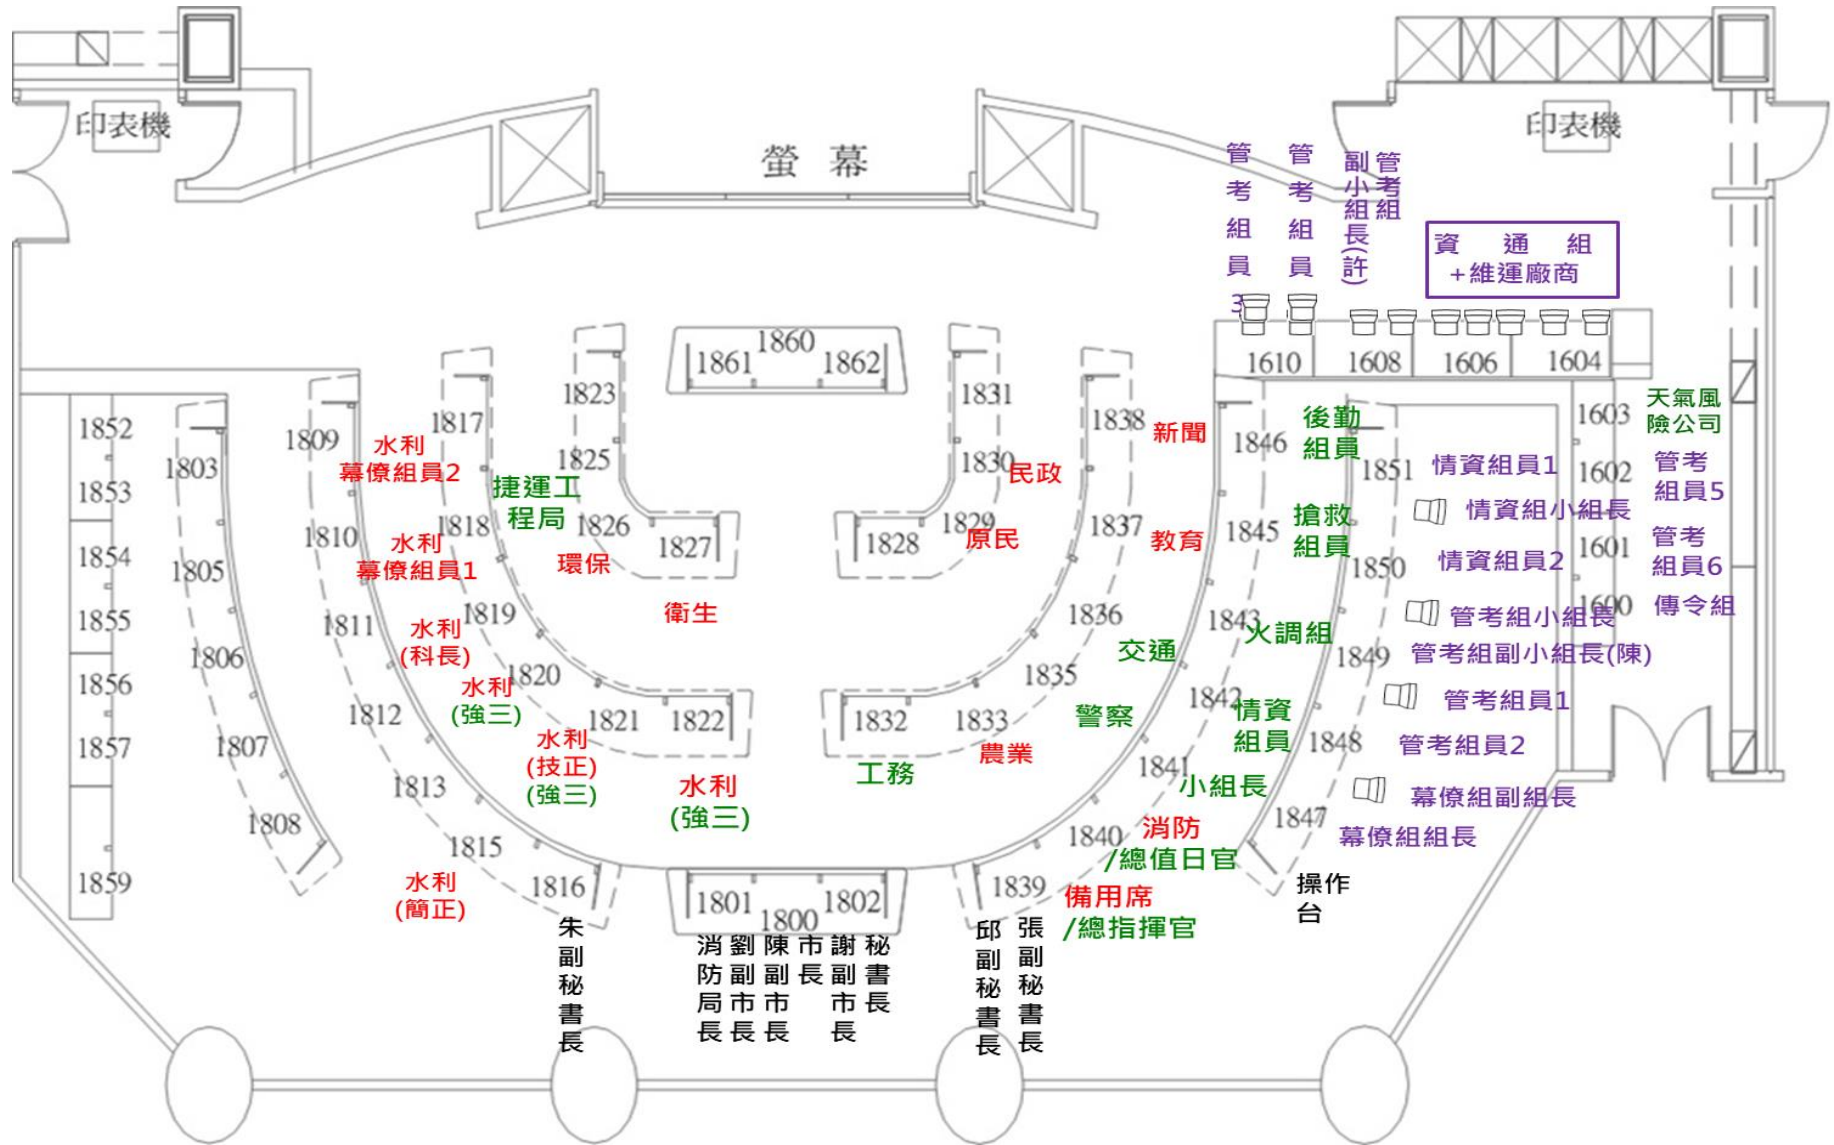 印表機
印表機
螢幕
管考組員3
管考組員
管考組
副小組長(許)
資通組
+維運廠商
1610
1608
1606
1604
1603
天氣風
險公司
1602
管考
組員5
1601
管考
組員6
1600
傳令組
1852
1853
1854
1855
1856
1857
1859
1803
1805
1806
1807
1808
1809
1810
1811
1812
1813
1815
1816
水利
幕僚組員2
水利
幕僚組員1
水利
(科長)
水利
(強三)
水利
(技正)
(強三)
水利
(強三)
水利
(簡正)
1817
1818
1819
1820
1821
1822
捷運工
程局
環保
衛生
1823
1825
1826
1827
1860
1861
1862
1831
1830
1829
1828
民政
原民
1838
1837
1836
1835
1833
1832
新聞
教育
交通
警察
農業
工務
1846
1845
1843
1842
1841
1840
1839
後勤
組員
搶救
組員
火調組
情資
組員
小組長
消防
/總值日官
備用席
/總指揮官
1851
1850
1849
1848
1847
情資組員1
情資組小組長
情資組員2
管考組小組長
管考組副小組長(陳)
管考組員1
管考組員2
幕僚組副組長
幕僚組組長
操作
台
1801
1802
1800
朱副秘書長
消防局長
劉副市長
陳副市長
市長
謝副市長
秘書長
邱副秘書長
張副秘書長